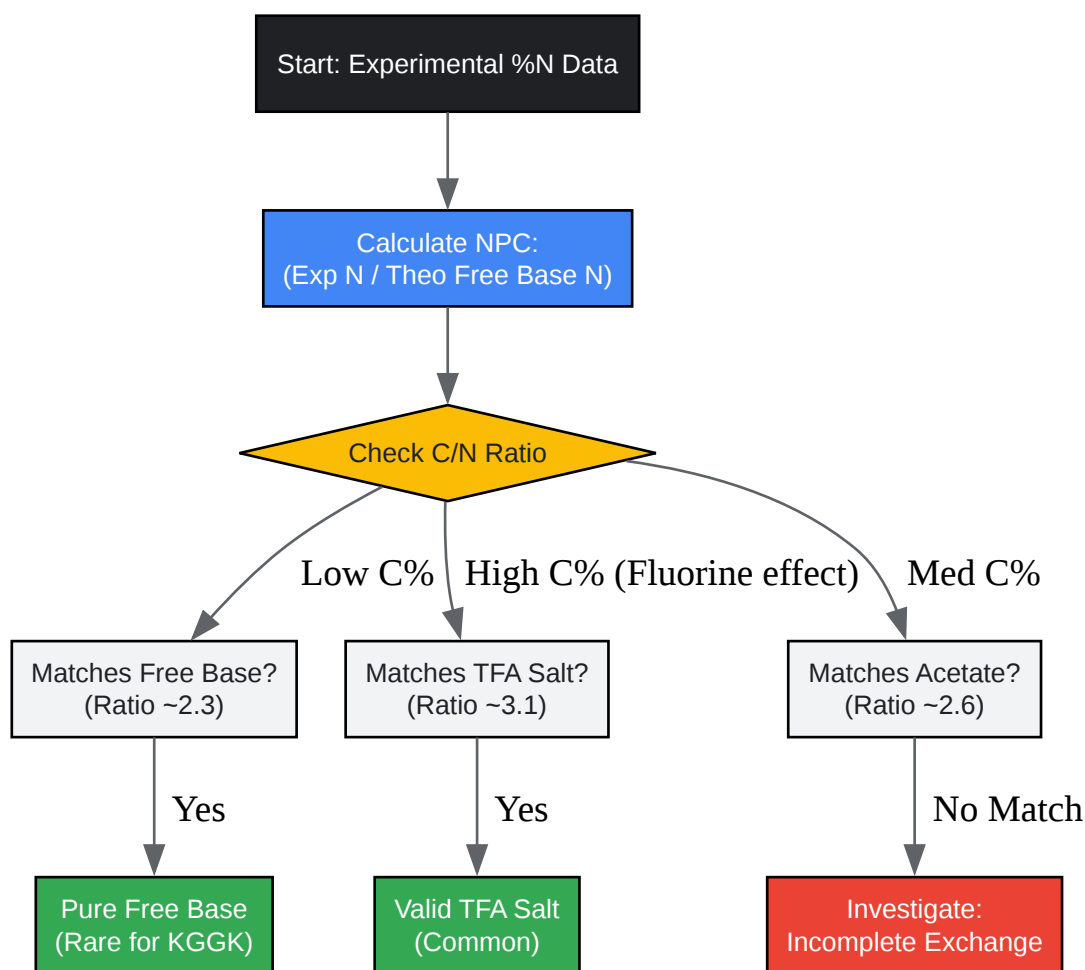 Start: Experimental %N Data
Calculate NPC:
(Exp N / Theo Free Base N)
Check C/N Ratio
Low C%
High C% (Fluorine effect)
Med C%
Matches Free Base?
(Ratio ~2.3)
Matches TFA Salt?
(Ratio ~3.1)
Matches Acetate?
(Ratio ~2.6)
Yes
Yes
No Match
Pure Free Base
(Rare for KGGK)
Valid TFA Salt
(Common)
Investigate:
Incomplete Exchange